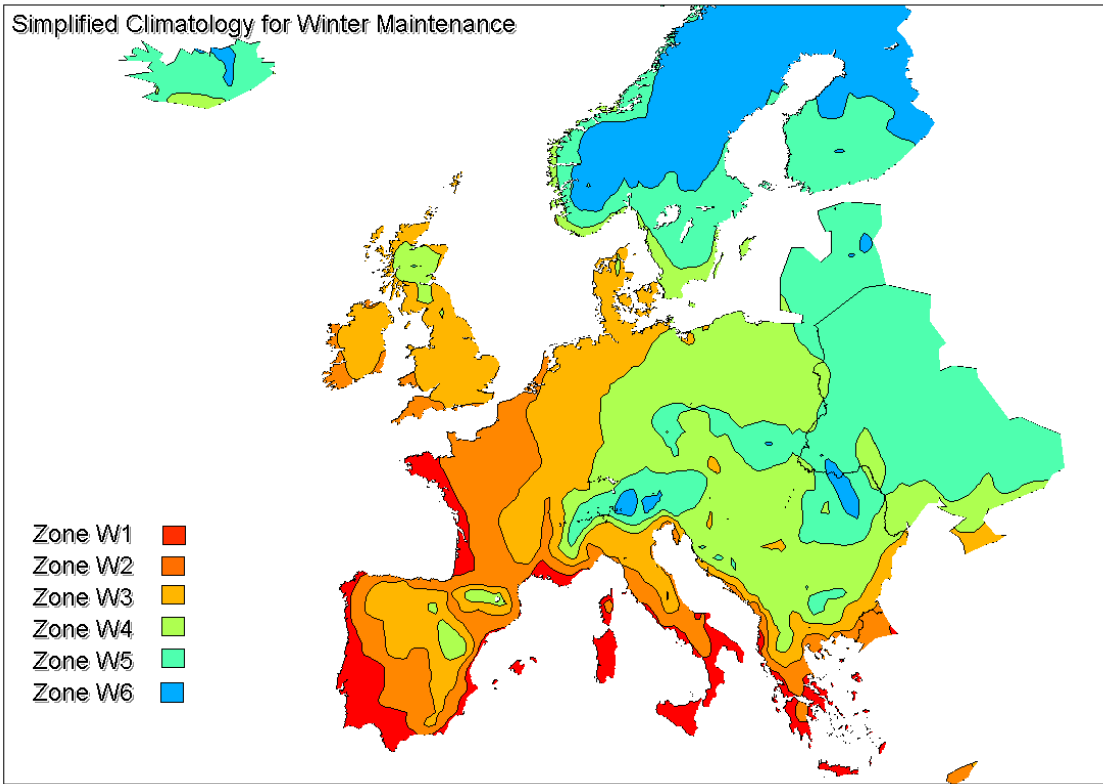 Simplified Climatology for Winter Maintenance
Zone W1
Zone W2
Zone W3
Zone W4
Zone W5
Zone W6